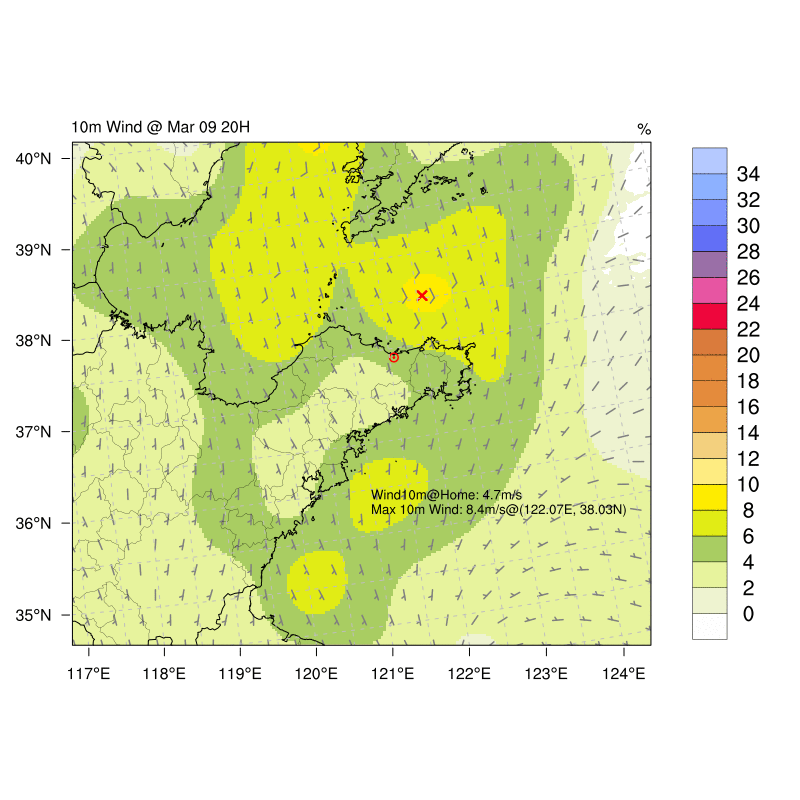 10m Wind @ Mar 09 20H
%
40°N
39°N
38°N
37°N
36°N
35°N
117°E
118°E
119°E
120°E
121°E
122°E
123°E
124°E
Wind10m@Home: 4.7m/s
Max 10m Wind: 8.4m/s@(122.07E, 38.03N)
34
32
30
28
26
24
22
20
18
16
14
12
10
8
6
4
2
0